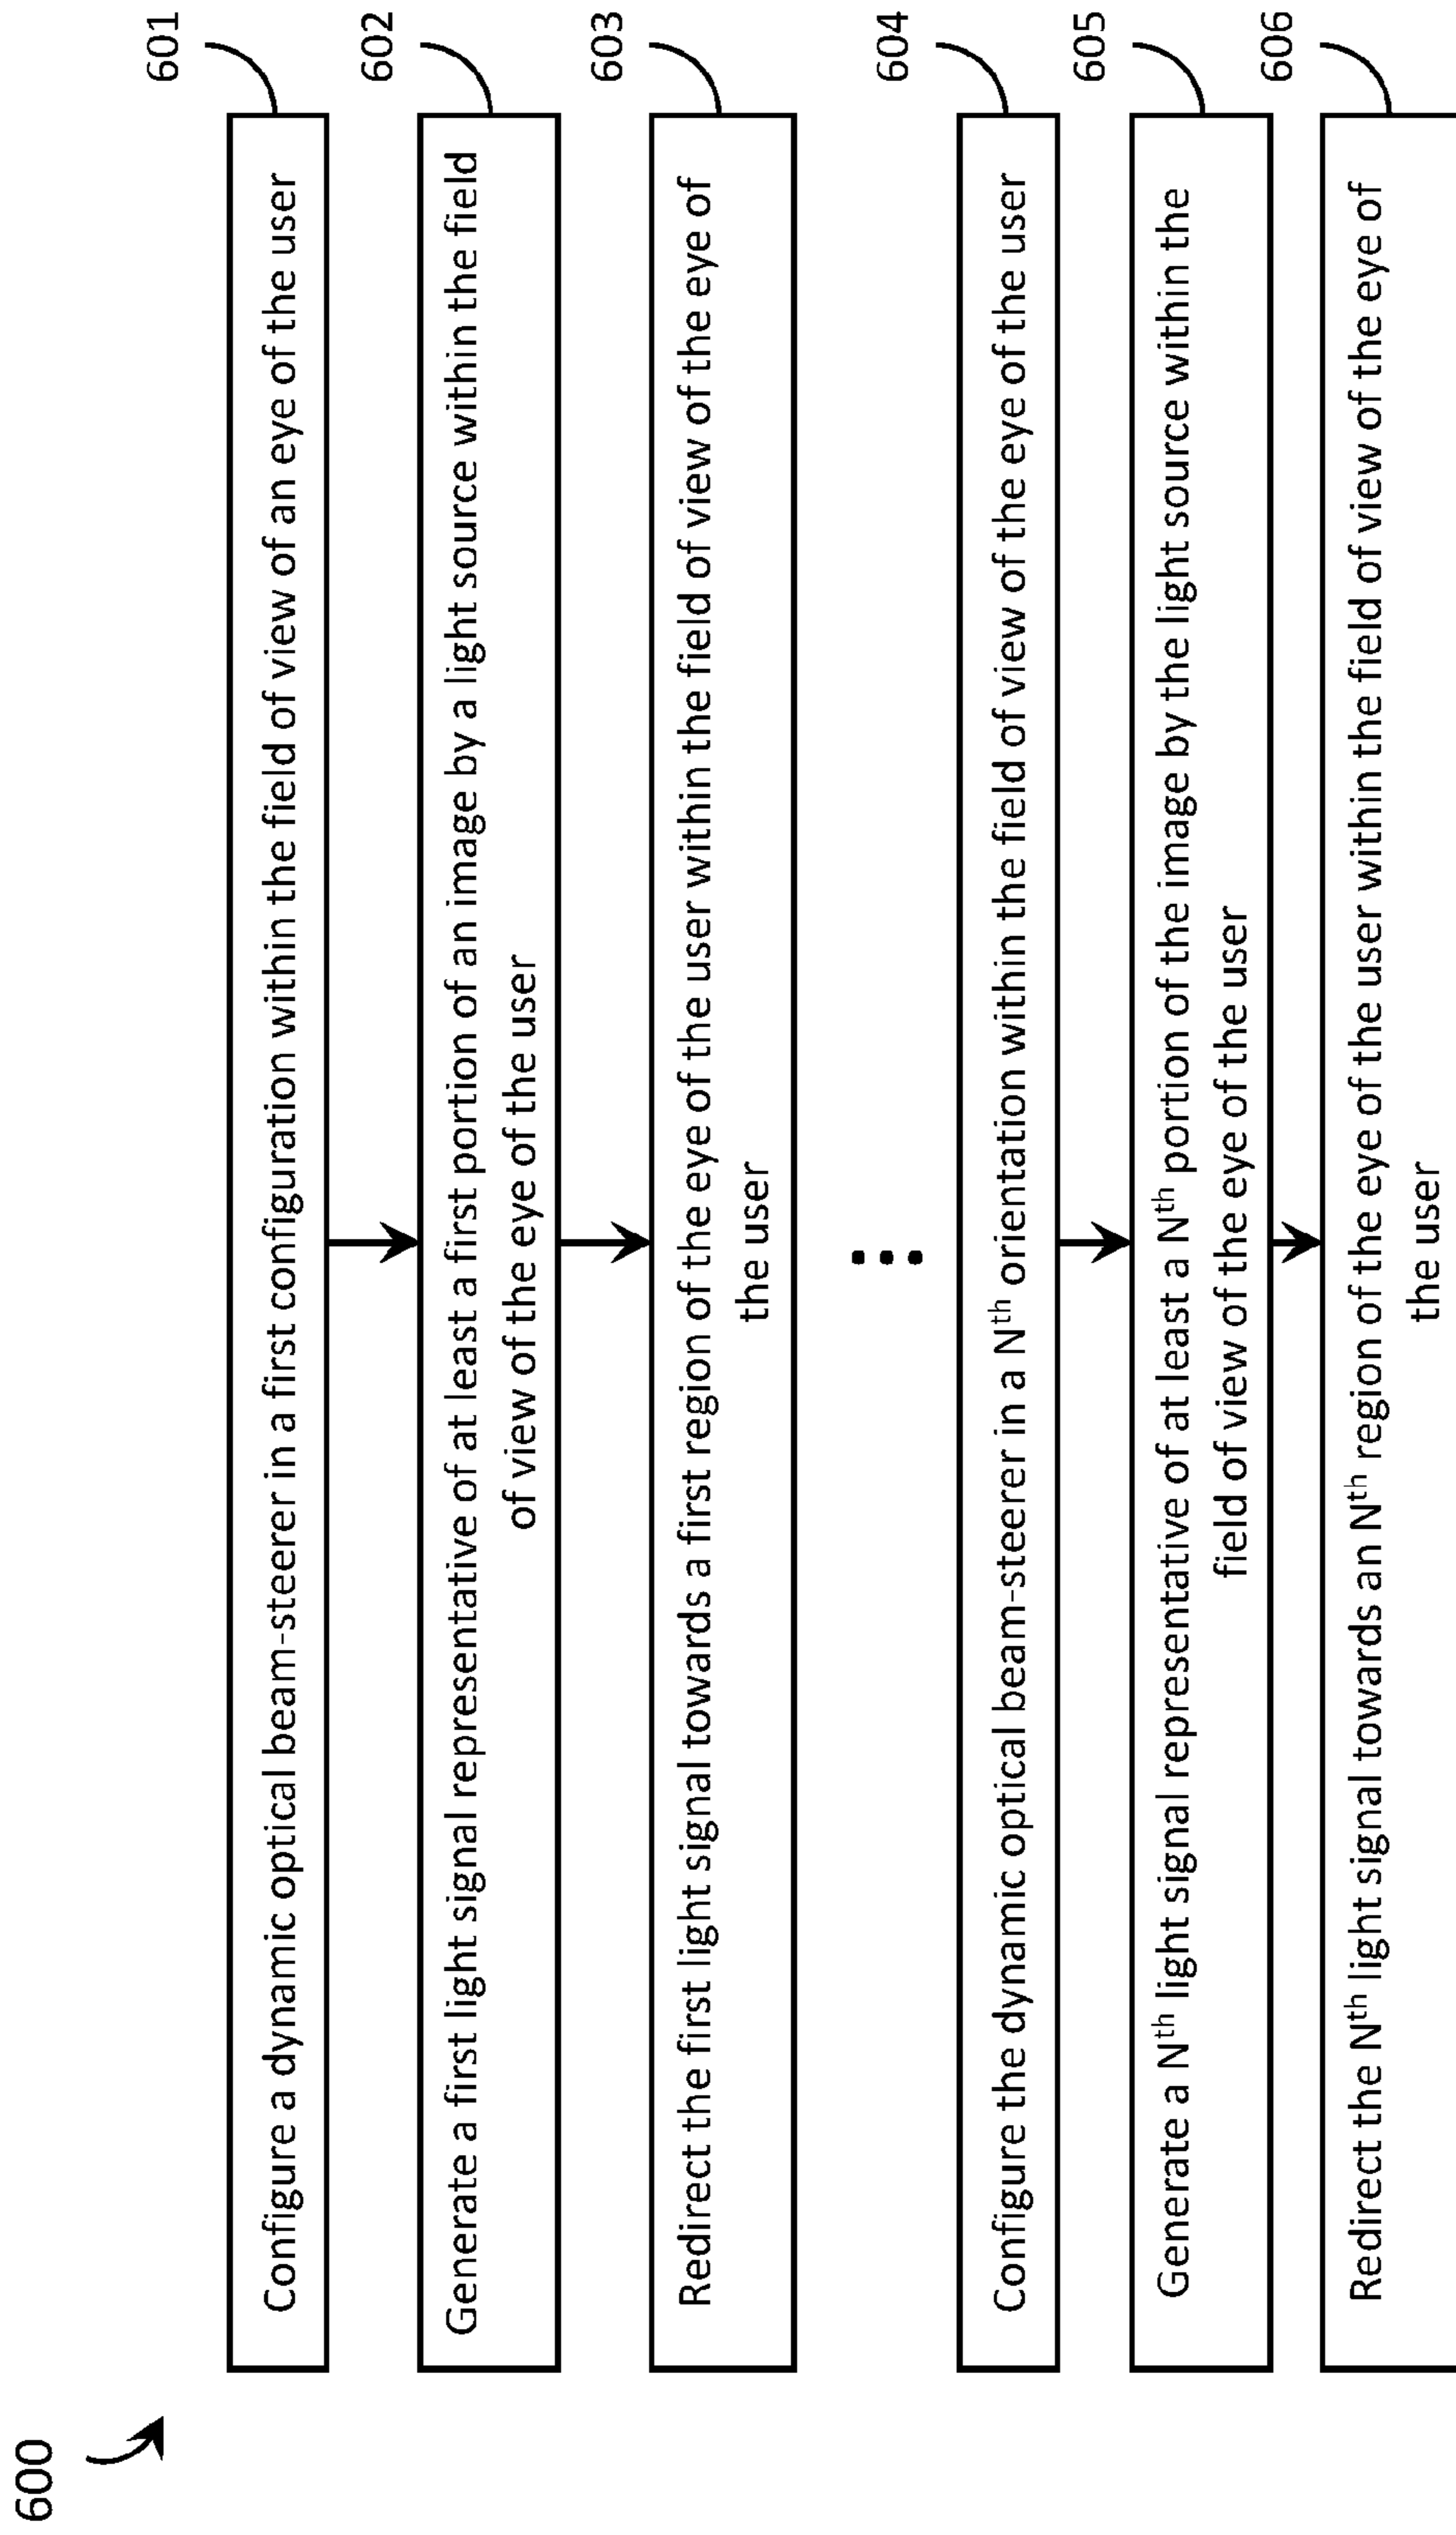 600
601
Configure a dynamic optical beam-steerer in a first configuration within the field of view of an eye of the user
602
Generate a first light signal representative of at least a first portion of an image by a light source within the field
of view of the eye of the user
603
Redirect the first light signal towards a first region of the eye of the user within the field of view of the eye of
the user
604
Configure the dynamic optical beam-steerer in a Nth orientation within the field of view of the eye of the user
605
Generate a Nth light signal representative of at least a Nth portion of the image by the light source within the
field of view of the eye of the user
606
Redirect the Nth light signal towards an Nth region of the eye of the user within the field of view of the eye of
the user